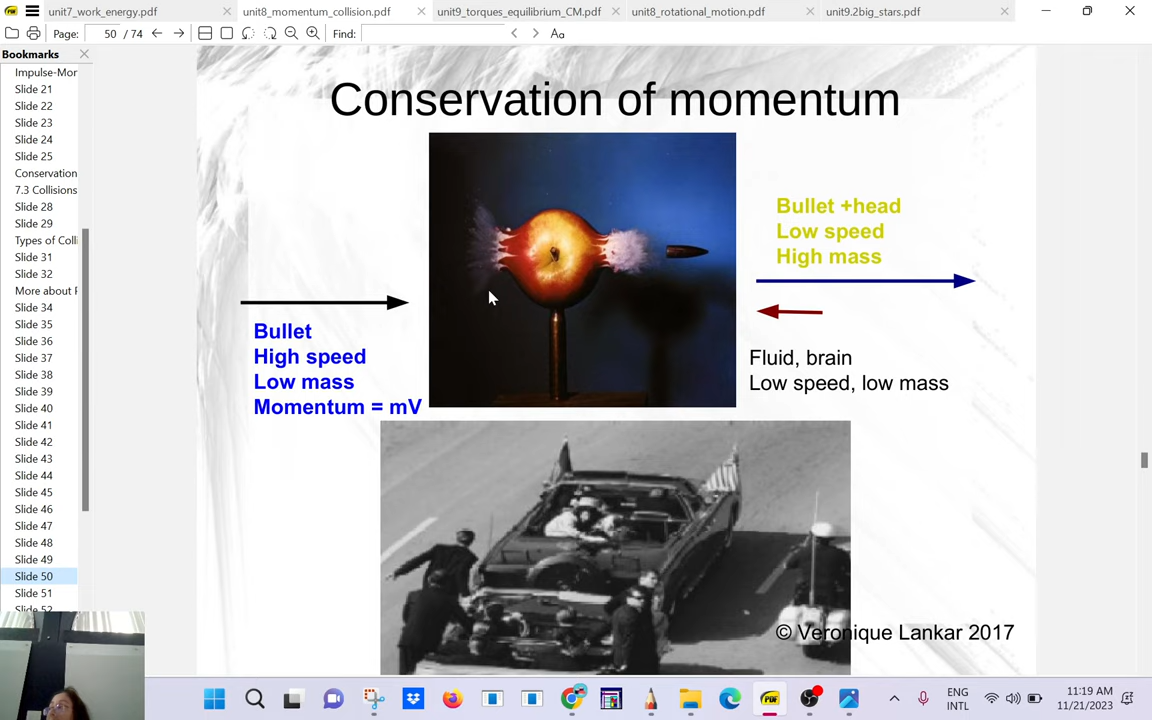 unit7_work_energy.pdf
unit8_momentum_collision.pdf
unit9_torques_equilibrium_CM.pdf
unit8_rotational_motion.pdf
unit9.2big_stars.pdf
Page: 50 / 74
Find:
Aa
Bookmarks
Impulse-Mor
Slide 21
Slide 22
Slide 23
Slide 24
Slide 25
Conservation
7.3 Collisions
Slide 28
Slide 29
Types of Coll
Slide 31
Slide 32
More about F
Slide 34
Slide 35
Slide 36
Slide 37
Slide 38
Slide 39
Slide 40
Slide 41
Slide 42
Slide 43
Slide 44
Slide 45
Slide 46
Slide 47
Slide 48
Slide 49
Slide 50
Slide 51
Slide 52
Conservation of momentum
Bullet
High speed
Low mass
Momentum = mV
Bullet +head
Low speed
High mass
Fluid, brain
Low speed, low mass
© Veronique Lankar 2017
ENG
INTL
11:19 AM
11/21/2023